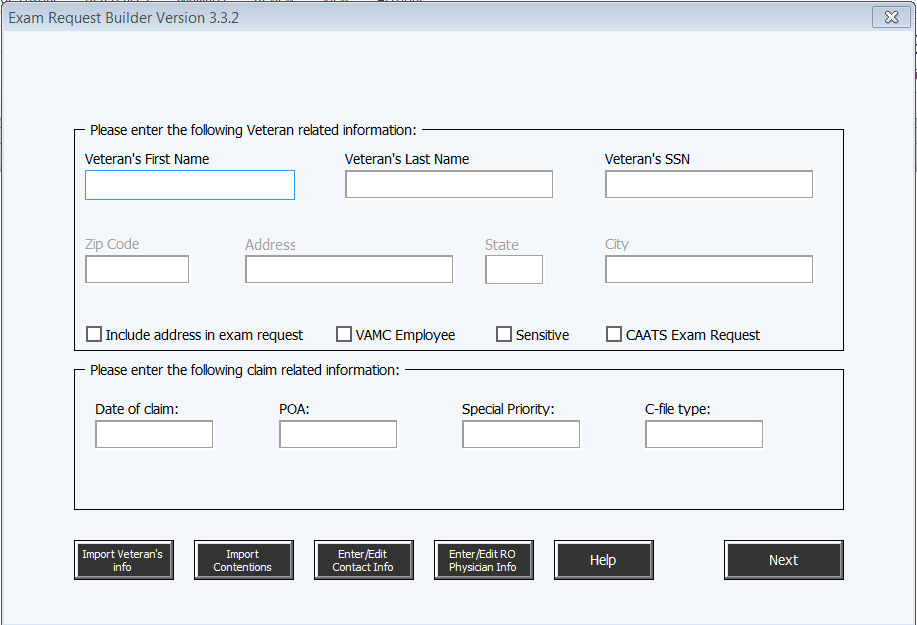 Exam Request Builder Version 3.3.2
Please enter the following Veteran related information:
Veteran's First Name
Veteran's Last Name
Veteran's SSN
Zip Code
Address
State
City
Include address in exam request
VAMC Employee
Sensitive
CAATS Exam Request
Please enter the following claim related information:
Date of claim:
POA:
Special Priority:
C-file type:
Import Veteran's
info
Import
Contentions
Enter/Edit
Contact Info
Enter/Edit RO
Physician Info
Help
Next